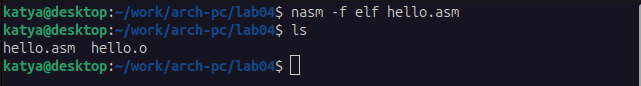 katya@desktop:~/work/arch-pc/lab04$ nasm -f elf hello.asm
katya@desktop:~/work/arch-pc/lab04$ ls
hello.asm  hello.o
katya@desktop:~/work/arch-pc/lab04$